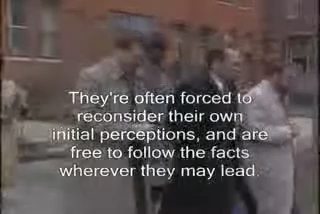 They're often forced to
reconsider their own
initial perceptions, and are
free to follow the facts
wherever they may lead.